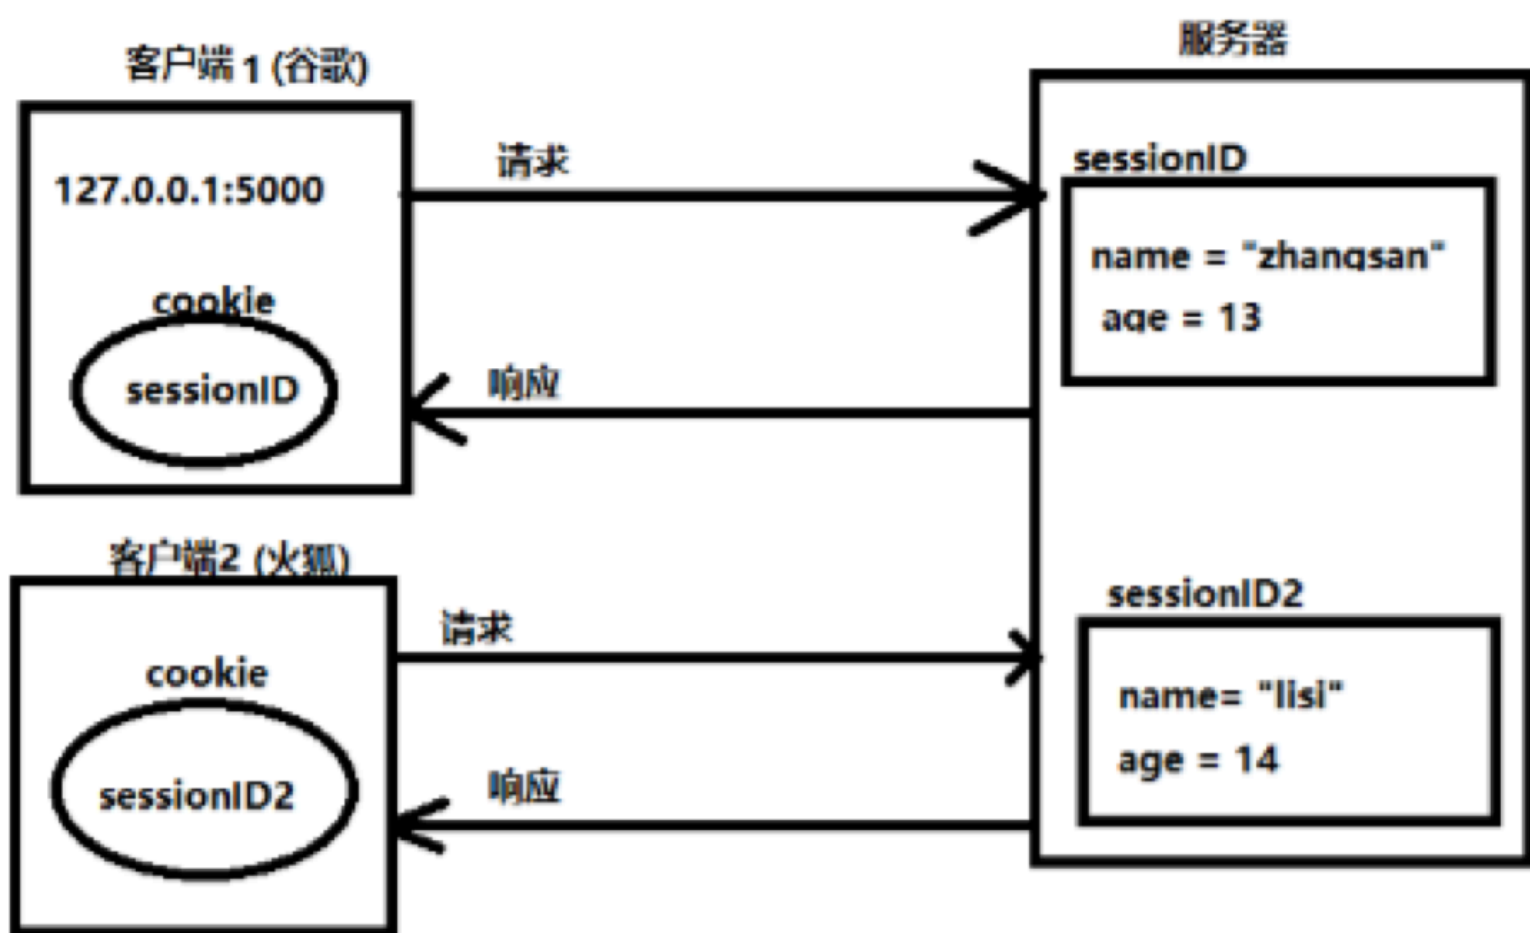 客户端 1 (谷歌)
127.0.0.1:5000
cookie
sessionID
请求
响应
服务器
sessionID
name = "zhangsan"
age = 13
客户端2 (火狐)
cookie
sessionID2
请求
响应
sessionID2
name= "lisi"
age = 14